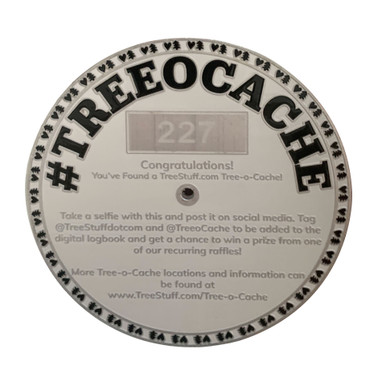 #TREEOCACHE
227
Congratulations!
You've Found a TreeStuff.com Tree-o-Cache!
Take a selfie with this and post it on social media. Tag
@TreeStuffdotcom and @TreeoCache to be added to the
digital logbook and get a chance to win a prize from one
of our recurring raffles!
More Tree-o-Cache locations and information can
be found at
www.TreeStuff.com/Tree-o-Cache